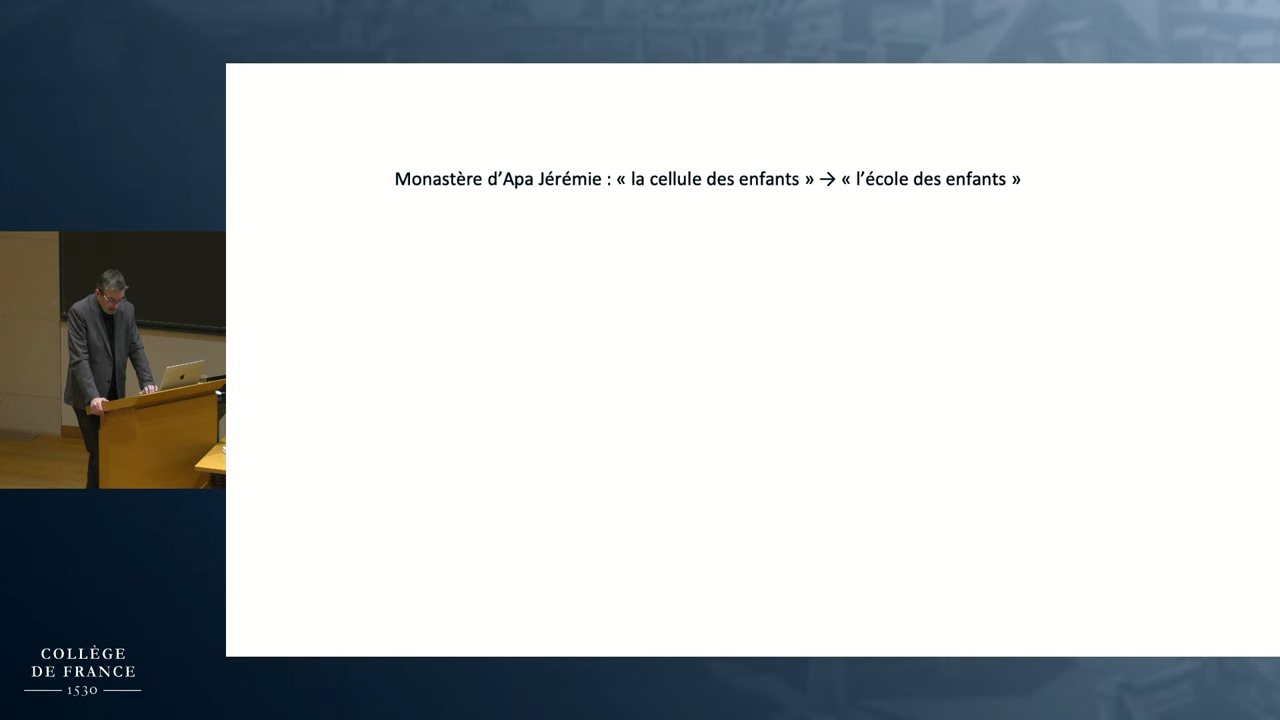 Monastère d’Apa Jérémie : « la cellule des enfants » → « l’école des enfants »
COLLÈGE
DE FRANCE
1530